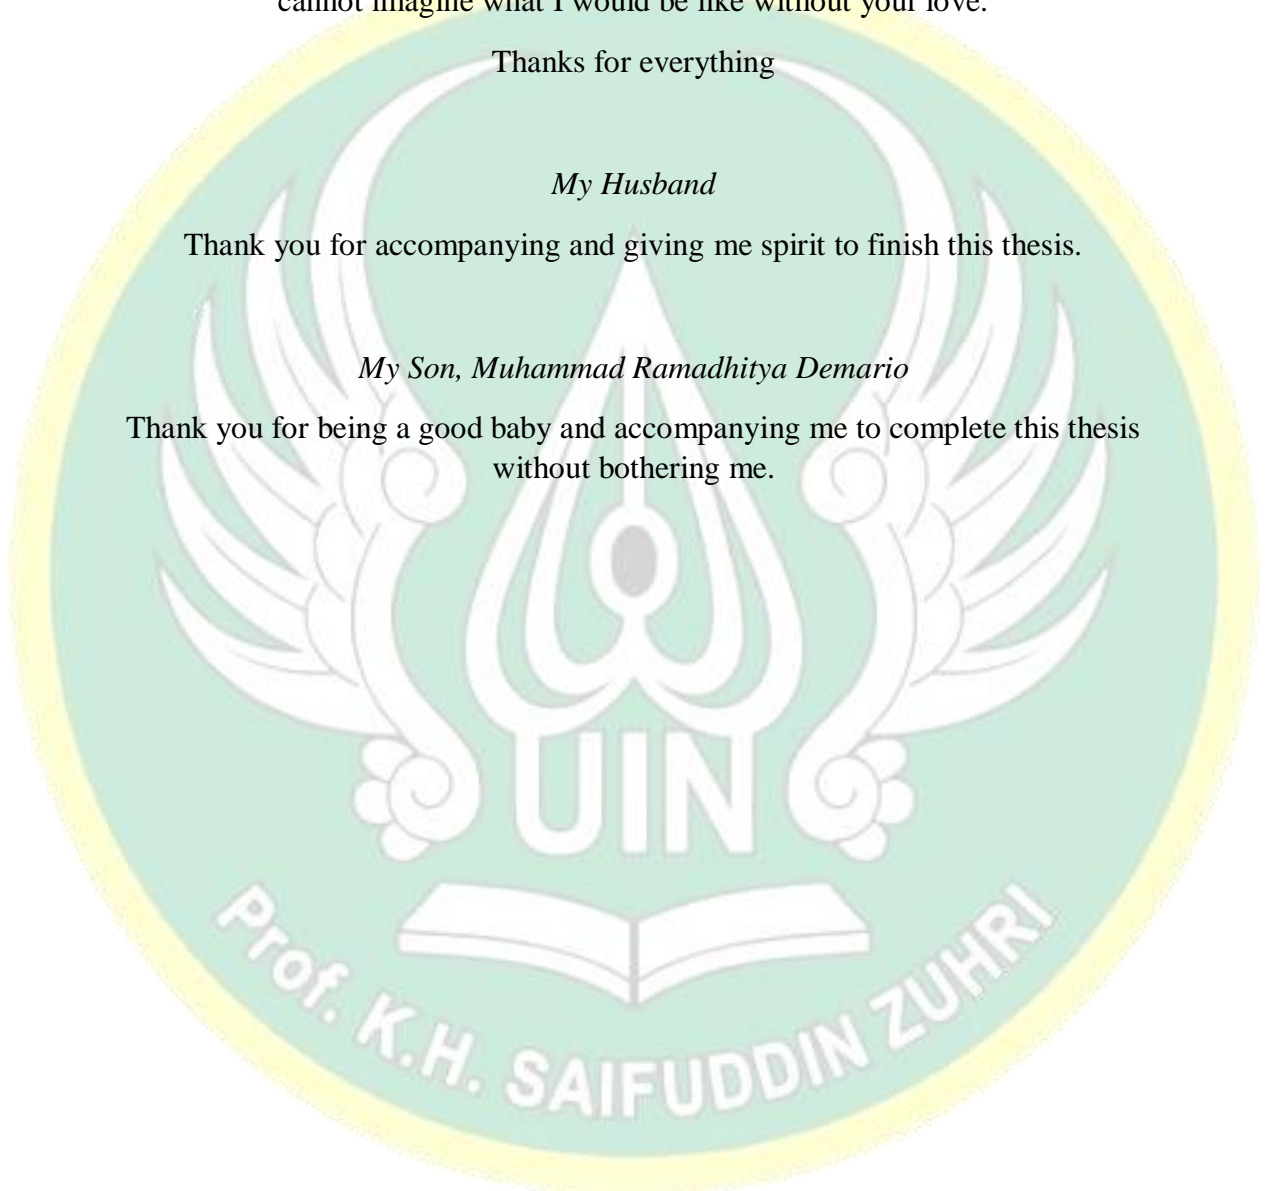 cannot imagine what I would be like without your love.
Thanks for everything
My Husband
Thank you for accompanying and giving me spirit to finish this thesis.
My Son, Muhammad Ramadhitya Demario
Thank you for being a good baby and accompanying me to complete this thesis
without bothering me.
UIN
Prof. K.H. SAIFUDDIN ZUHRI